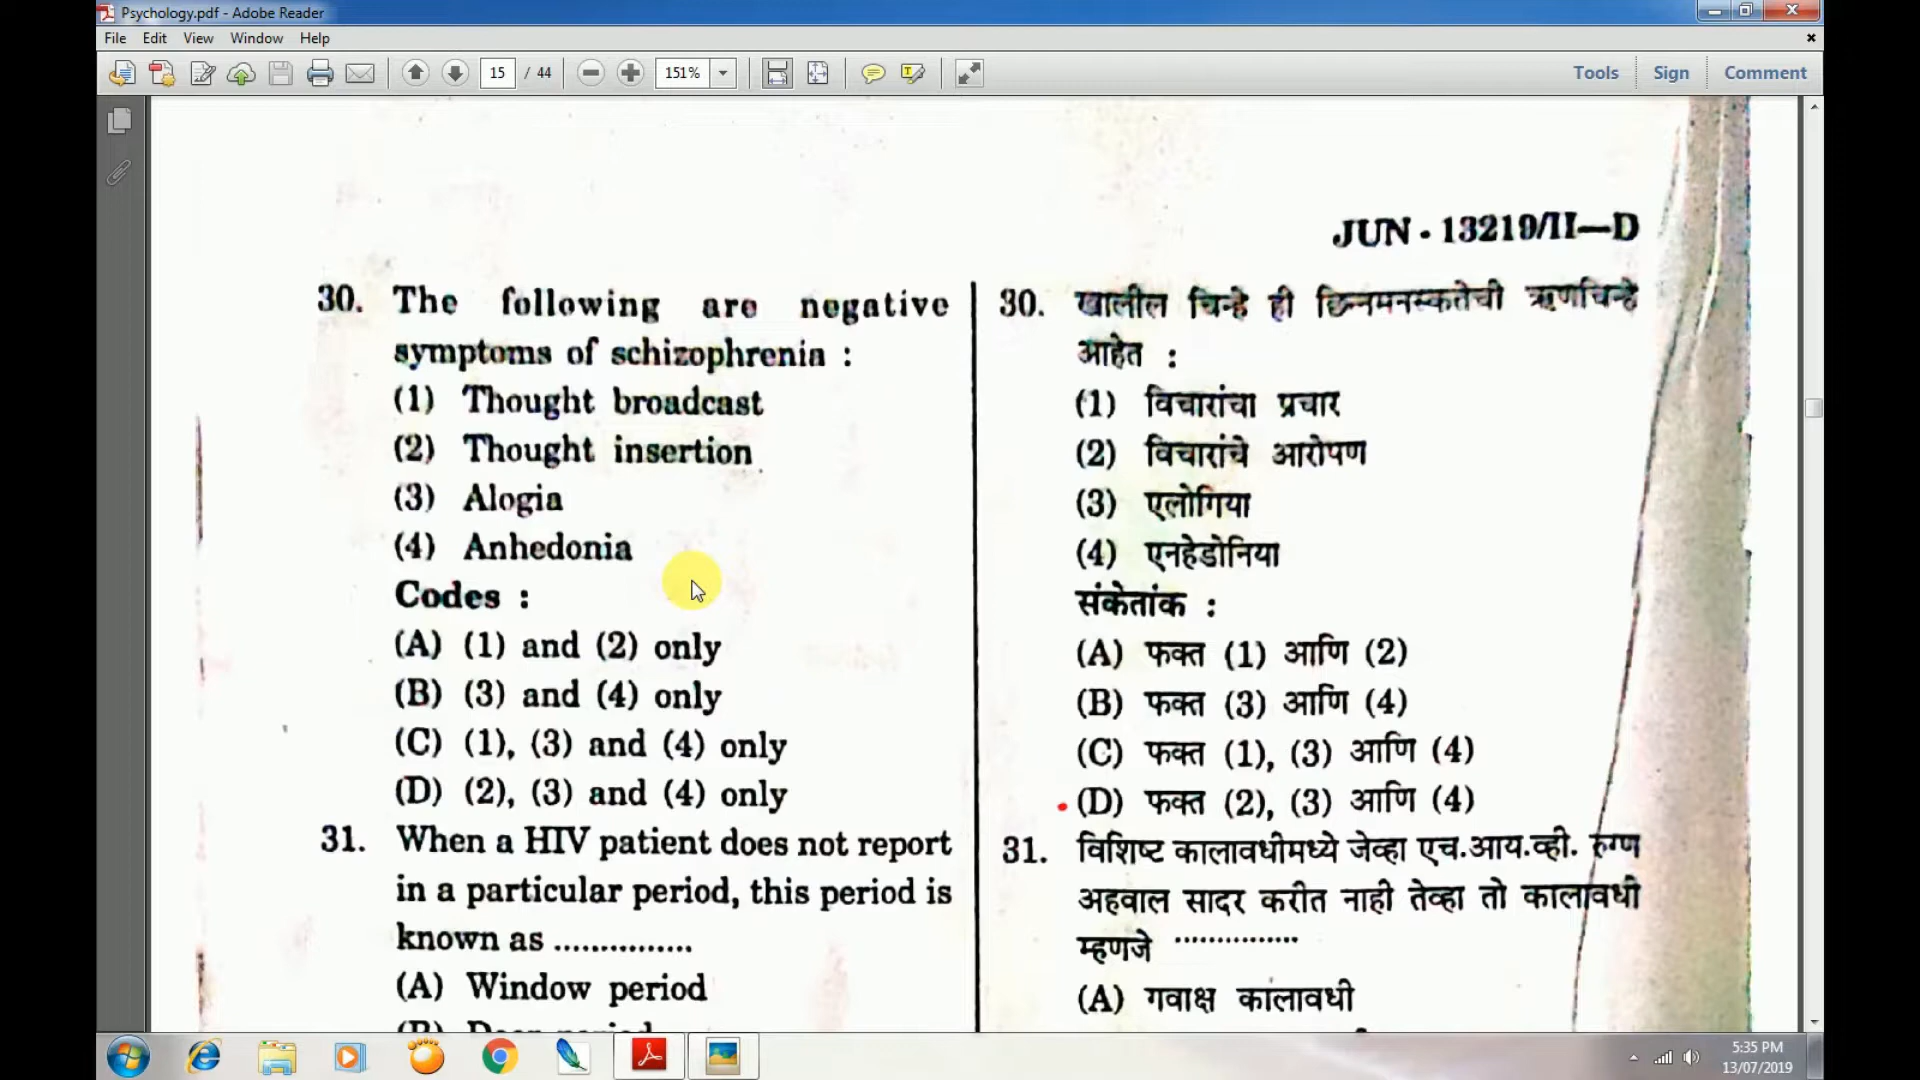 Psychology.pdf - Adobe Reader
File Edit View Window Help
15 / 44 151% Tools Sign Comment
JUN - 13219/II—D
30. The following are negative
symptoms of schizophrenia :
(1) Thought broadcast
(2) Thought insertion
(3) Alogia
(4) Anhedonia
Codes :
(A) (1) and (2) only
(B) (3) and (4) only
(C) (1), (3) and (4) only
(D) (2), (3) and (4) only
31. When a HIV patient does not report
in a particular period, this period is
known as ...............
(A) Window period
30. खालील चिन्हे ही छिन्नमनस्कतेची ऋणचिन्हे
आहेत :
(1) विचारांचा प्रचार
(2) विचारांचे आरोपण
(3) एलोगिया
(4) एनहेडोनिया
संकेतांक :
(A) फक्त (1) आणि (2)
(B) फक्त (3) आणि (4)
(C) फक्त (1), (3) आणि (4)
(D) फक्त (2), (3) आणि (4)
31. विशिष्ट कालावधीमध्ये जेव्हा एच.आय.व्ही. रुग्ण
अहवाल सादर करीत नाही तेव्हा तो कालावधी
म्हणजे ...............
(A) गवाक्ष कालावधी
5:35 PM
13/07/2019